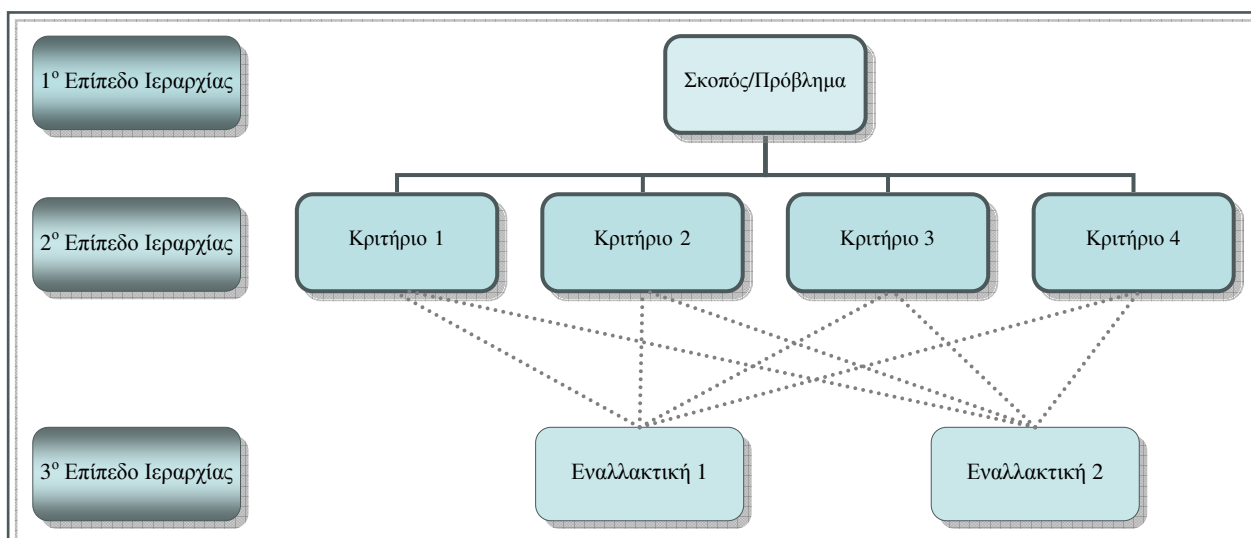 1ο Επίπεδο Ιεραρχίας
Σκοπός/Πρόβλημα
2ο Επίπεδο Ιεραρχίας
Κριτήριο 1
Κριτήριο 2
Κριτήριο 3
Κριτήριο 4
3ο Επίπεδο Ιεραρχίας
Εναλλακτική 1
Εναλλακτική 2